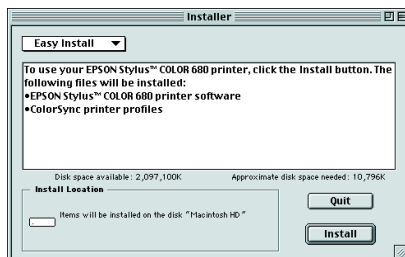 Installer
Easy Install
To use your EPSON Stylus™ COLOR 680 printer, click the Install button. The
following files will be installed:
•EPSON Stylus™ COLOR 680 printer software
•ColorSync printer profiles
Disk space available: 2,097,100K Approximate disk space needed: 10,796K
Install Location
Items will be installed on the disk "Macintosh HD"
Quit
Install